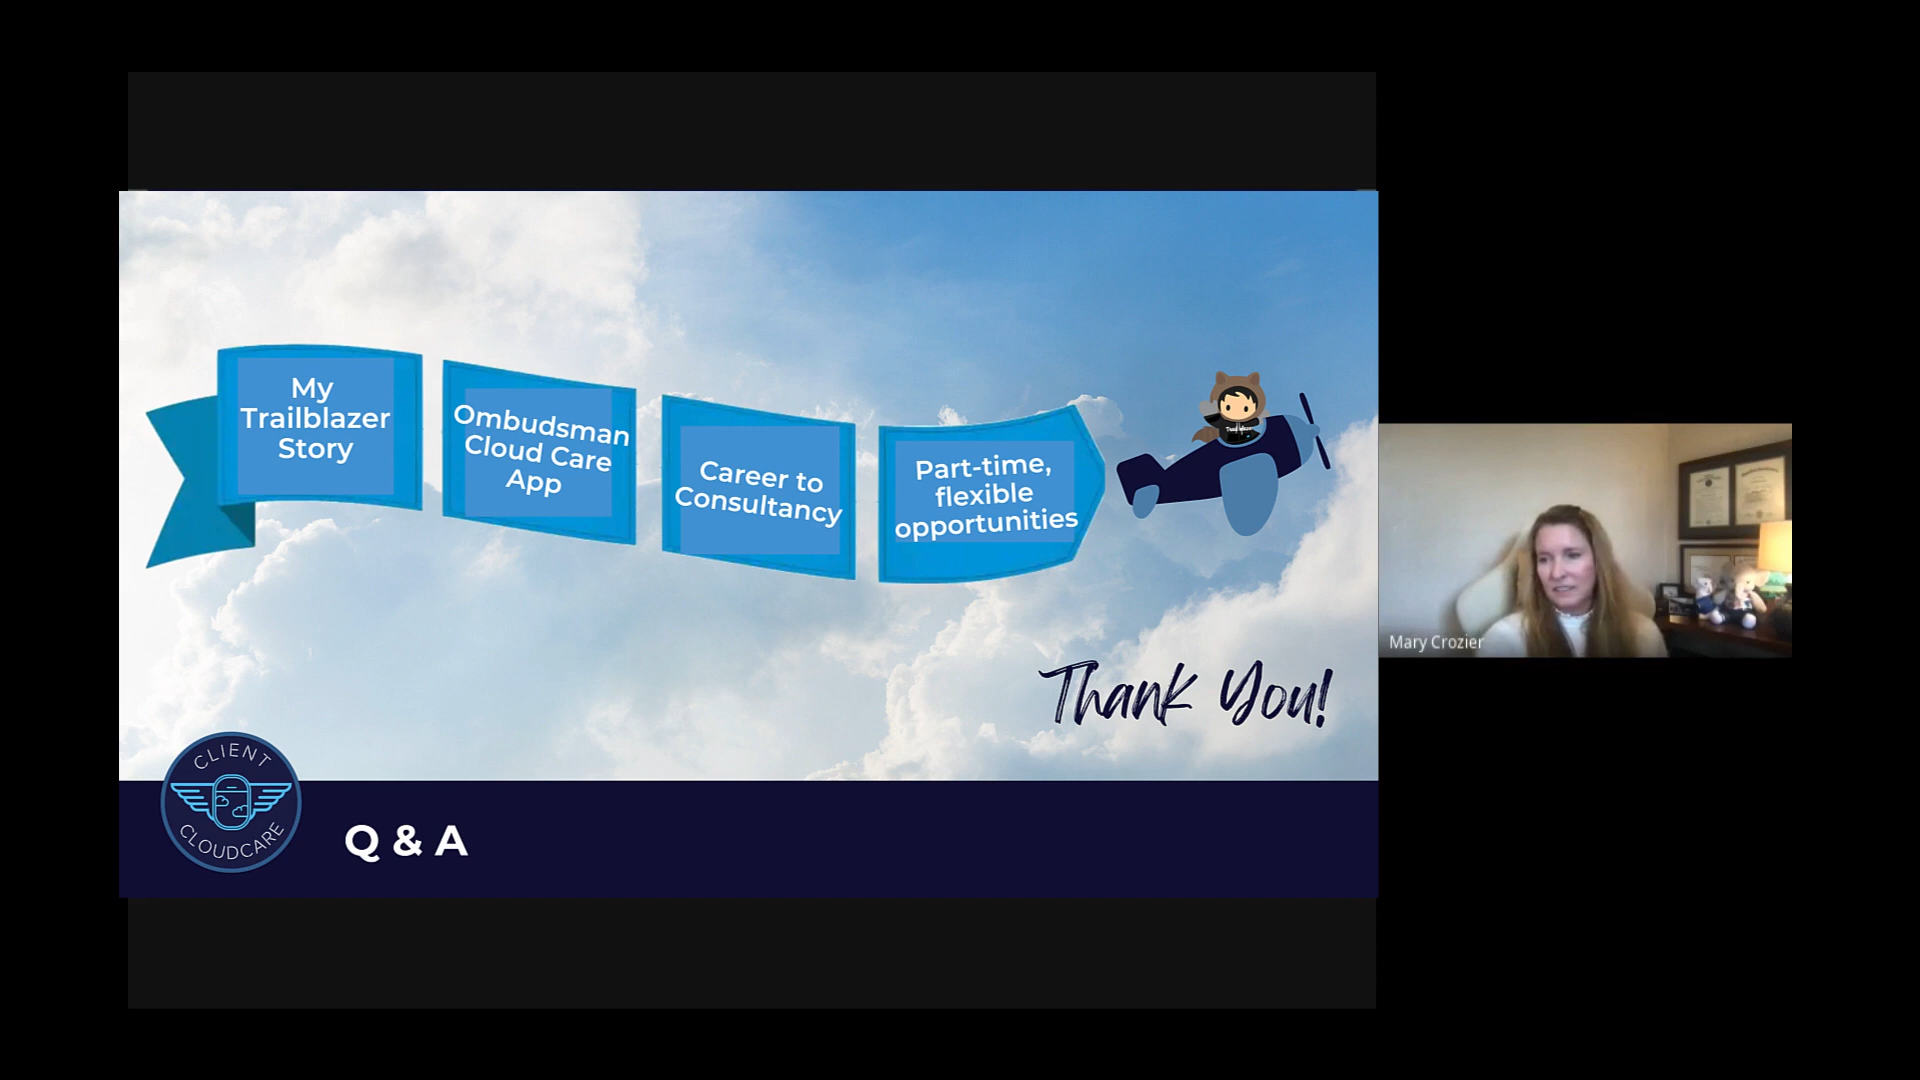 My
Trailblazer
Story
Ombudsman
Cloud Care
App
Career to
Consultancy
Part-time,
flexible
opportunities
Thank You!
CLIENT
CLOUDCARE
Q & A
Mary Crozier